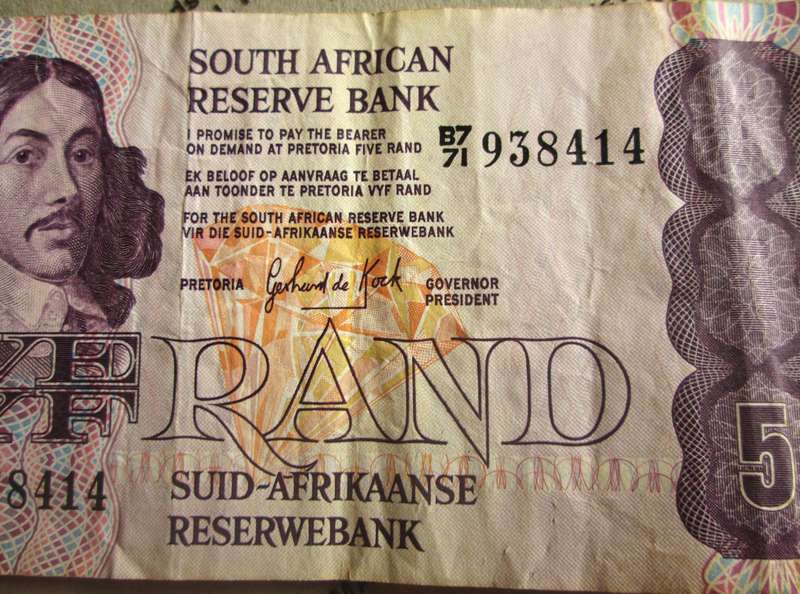 SOUTH AFRICAN
RESERVE BANK
I PROMISE TO PAY THE BEARER
ON DEMAND AT PRETORIA FIVE RAND
B7
71 938414
EK BELOOF OP AANVRAAG TE BETAAL
AAN TOONDER TE PRETORIA VYF RAND
FOR THE SOUTH AFRICAN RESERVE BANK
VIR DIE SUID-AFRIKAANSE RESERWEBANK
PRETORIA Gerhard de Kock GOVERNOR
PRESIDENT
RAND
5
8414
SUID-AFRIKAANSE
RESERWEBANK